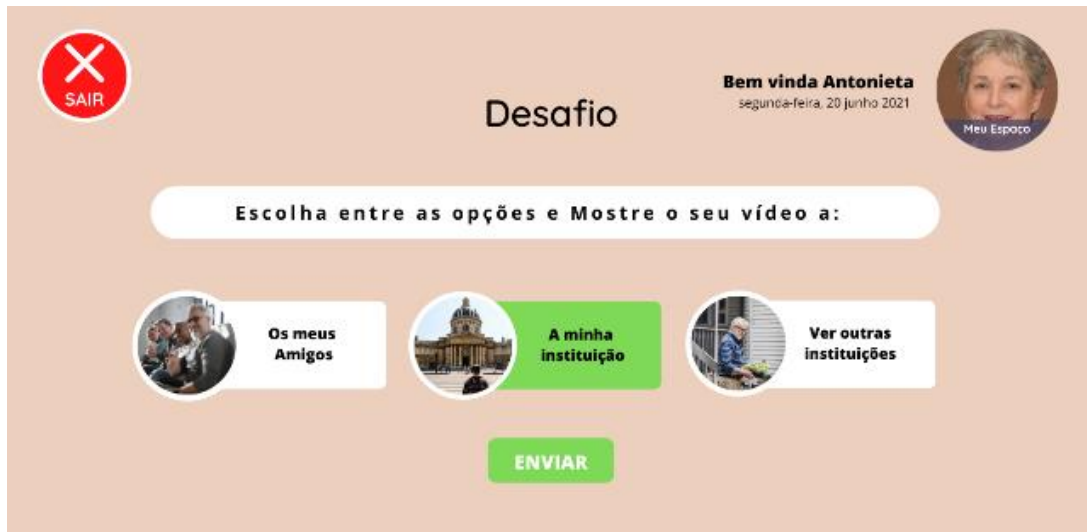 SAIR
Desafio
Bem vinda Antonieta
segunda-feira, 20 junho 2021
Meu Espaço
Escolha entre as opções e Mostre o seu vídeo a:
Os meus
Amigos
A minha
instituição
Ver outras
instituições
ENVIAR